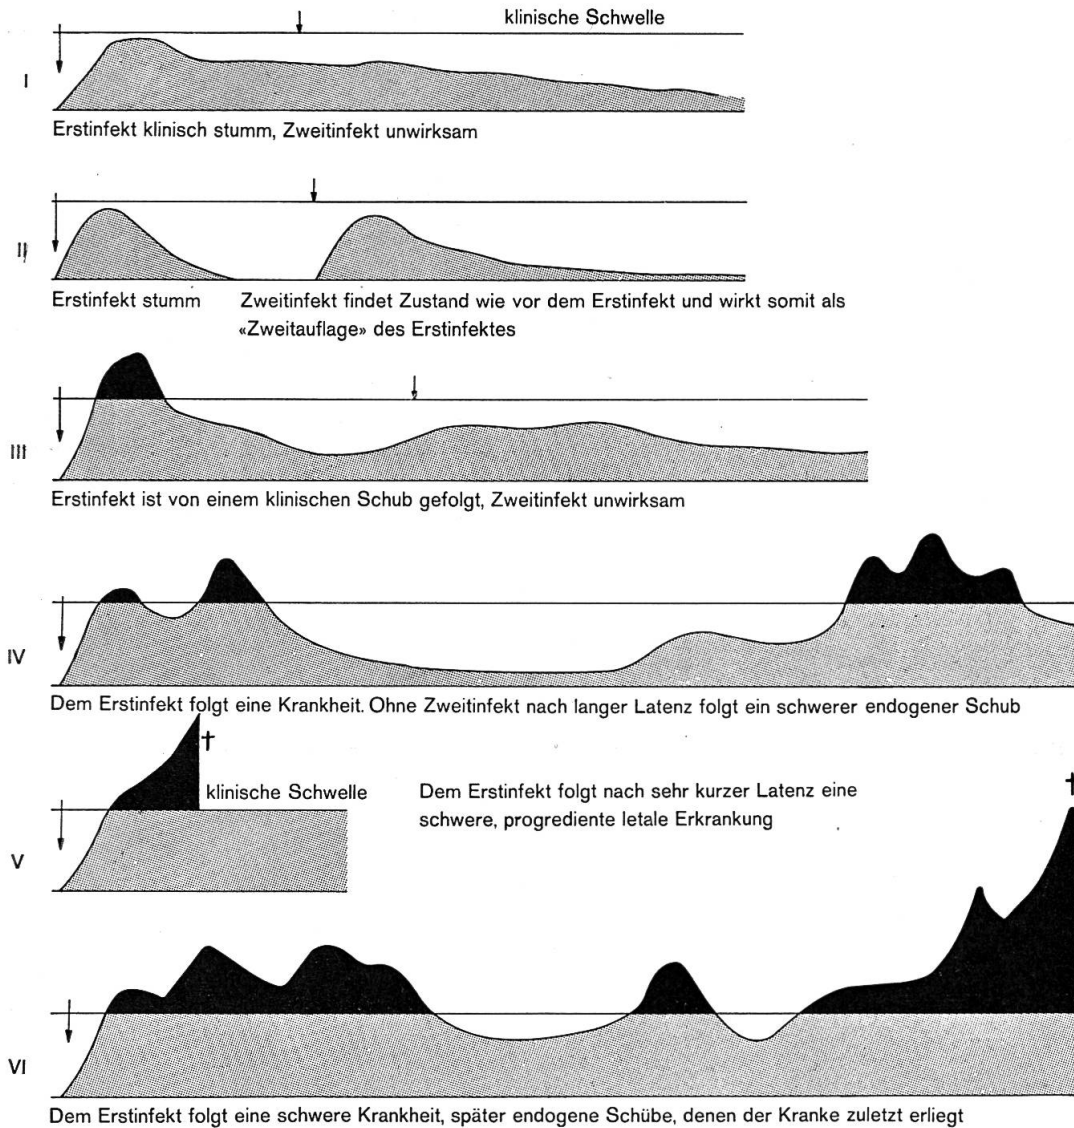 klinische Schwelle
I
Erstinfekt klinisch stumm, Zweitinfekt unwirksam
II
Erstinfekt stumm Zweitinfekt findet Zustand wie vor dem Erstinfekt und wirkt somit als
«Zweitauflage» des Erstinfektes
III
Erstinfekt ist von einem klinischen Schub gefolgt, Zweitinfekt unwirksam
IV
Dem Erstinfekt folgt eine Krankheit. Ohne Zweitinfekt nach langer Latenz folgt ein schwerer endogener Schub
†
klinische Schwelle
Dem Erstinfekt folgt nach sehr kurzer Latenz eine
schwere, progrediente letale Erkrankung
†
V
VI
Dem Erstinfekt folgt eine schwere Krankheit, später endogene Schübe, denen der Kranke zuletzt erliegt